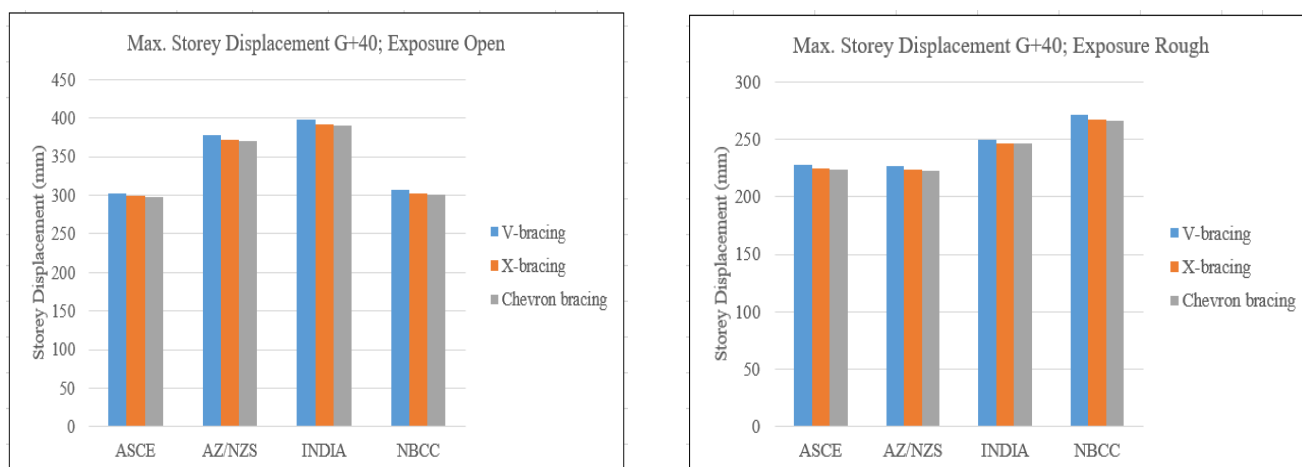 Max. Storey Displacement G+40; Exposure Open
Storey Displacement (mm)
450
400
350
300
250
200
150
100
50
0
ASCE AZ/NZS INDIA NBCC
V-bracing
X-bracing
Chevron bracing
Max. Storey Displacement G+40; Exposure Rough
Storey Displacement (mm)
300
250
200
150
100
50
0
ASCE AZ/NZS INDIA NBCC
V-bracing
X-bracing
Chevron bracing